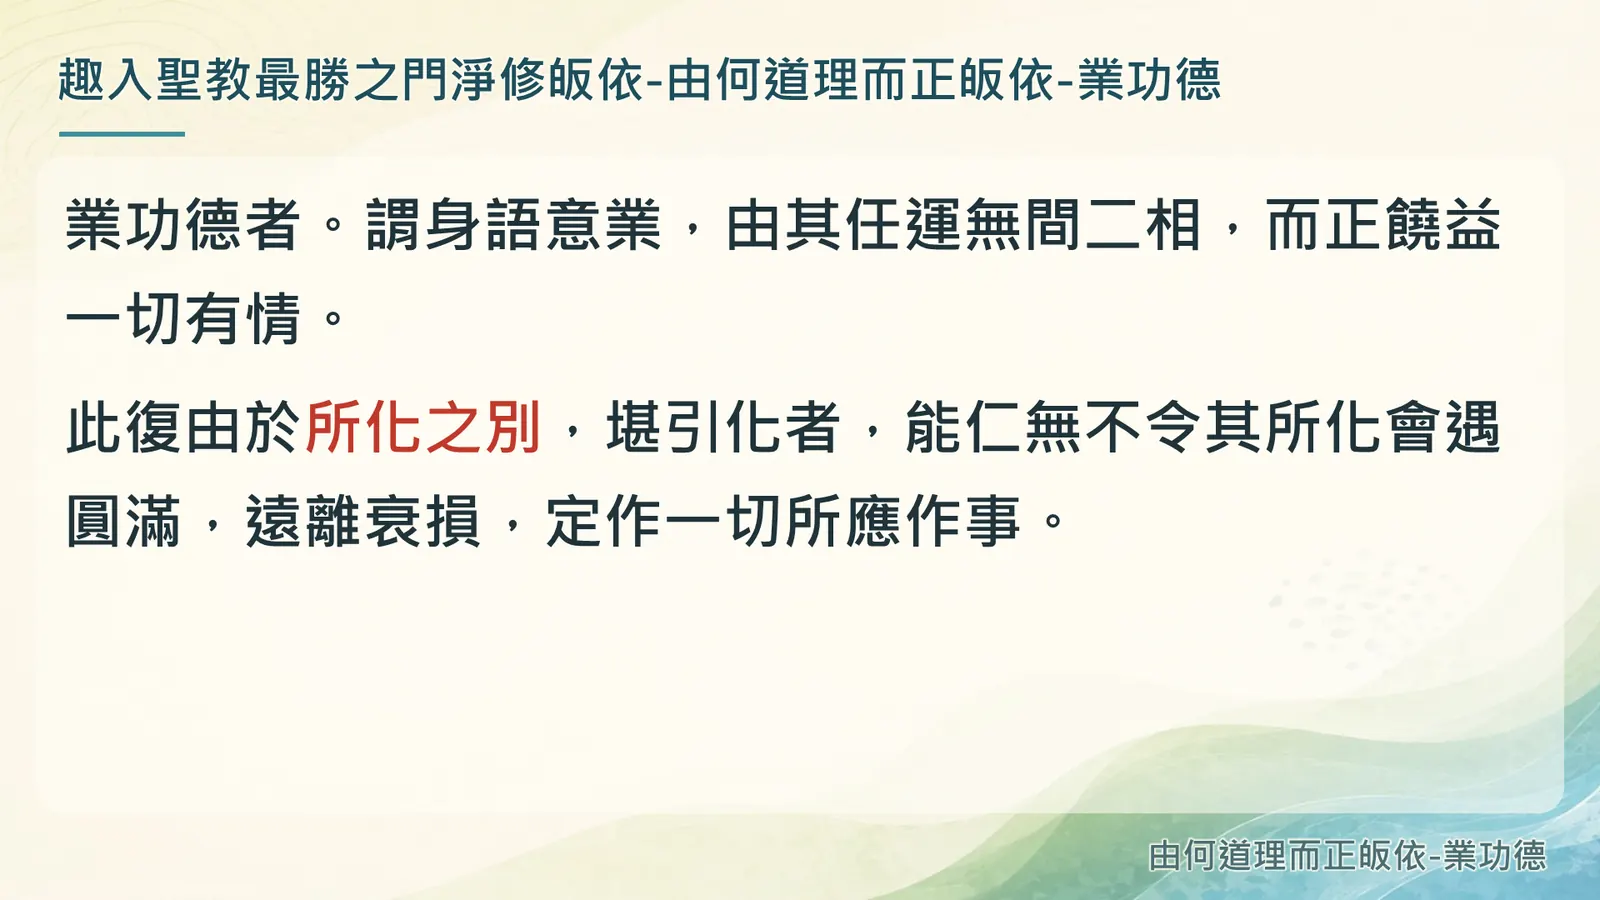 趣入聖教最勝之門淨修皈依-由何道理而正皈依-業功德
業功德者。謂身語意業，由其任運無間二相，而正饒益
一切有情。
此復由於所化之別，堪引化者，能仁無不令其所化會遇
圓滿，遠離衰損，定作一切所應作事。
由何道理而正皈依-業功德